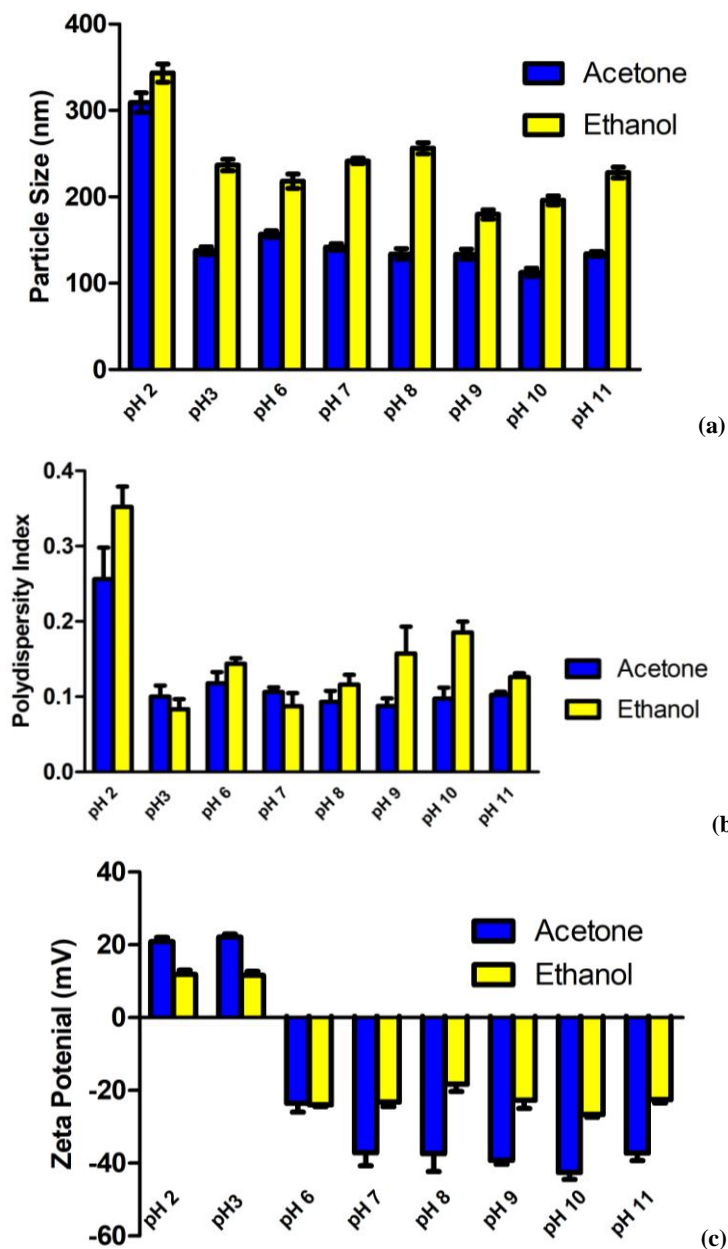 400
300
200
100
0
Particle Size (nm)
Acetone
Ethanol
pH 2
pH3
pH 6
pH 7
pH 8
pH 9
pH 10
pH 11
(a)
0.4
0.3
0.2
0.1
0.0
Polydispersity Index
Acetone
Ethanol
pH 2
pH3
pH 6
pH 7
pH 8
pH 9
pH 10
pH 11
(b
40
20
0
-20
-40
-60
Zeta Potenial (mV)
Acetone
Ethanol
pH 2
pH3
pH 6
pH 7
pH 8
pH 9
pH 10
pH 11
(c)